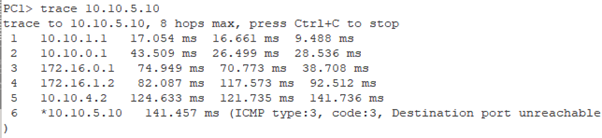 PC1> trace 10.10.5.10
trace to 10.10.5.10, 8 hops max, press Ctrl+C to stop
1 10.10.1.1 17.054 ms 16.661 ms 9.488 ms
2 10.10.0.1 43.509 ms 26.499 ms 28.536 ms
3 172.16.0.1 74.949 ms 70.773 ms 38.708 ms
4 172.16.1.2 82.087 ms 117.573 ms 92.512 ms
5 10.10.4.2 124.633 ms 121.735 ms 141.736 ms
6 *10.10.5.10 141.457 ms (ICMP type:3, code:3, Destination port unreachable
)